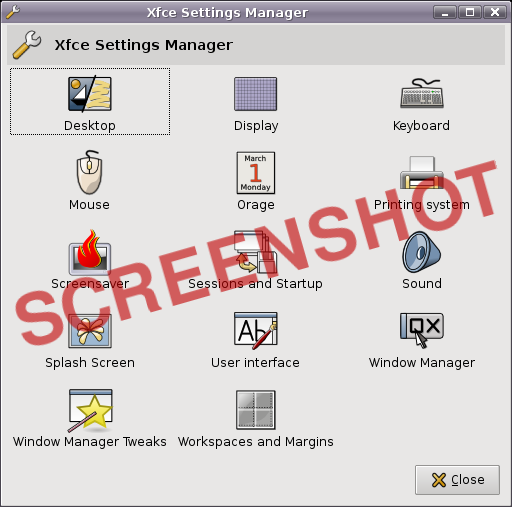 Xfce Settings Manager
Xfce Settings Manager
Desktop
Display
Keyboard
March
1
Monday
Mouse
Orage
Printing system
SCREENSHOT
Screensaver
Sessions and Startup
Sound
Ab
Splash Screen
User interface
Window Manager
Window Manager Tweaks
Workspaces and Margins
Close